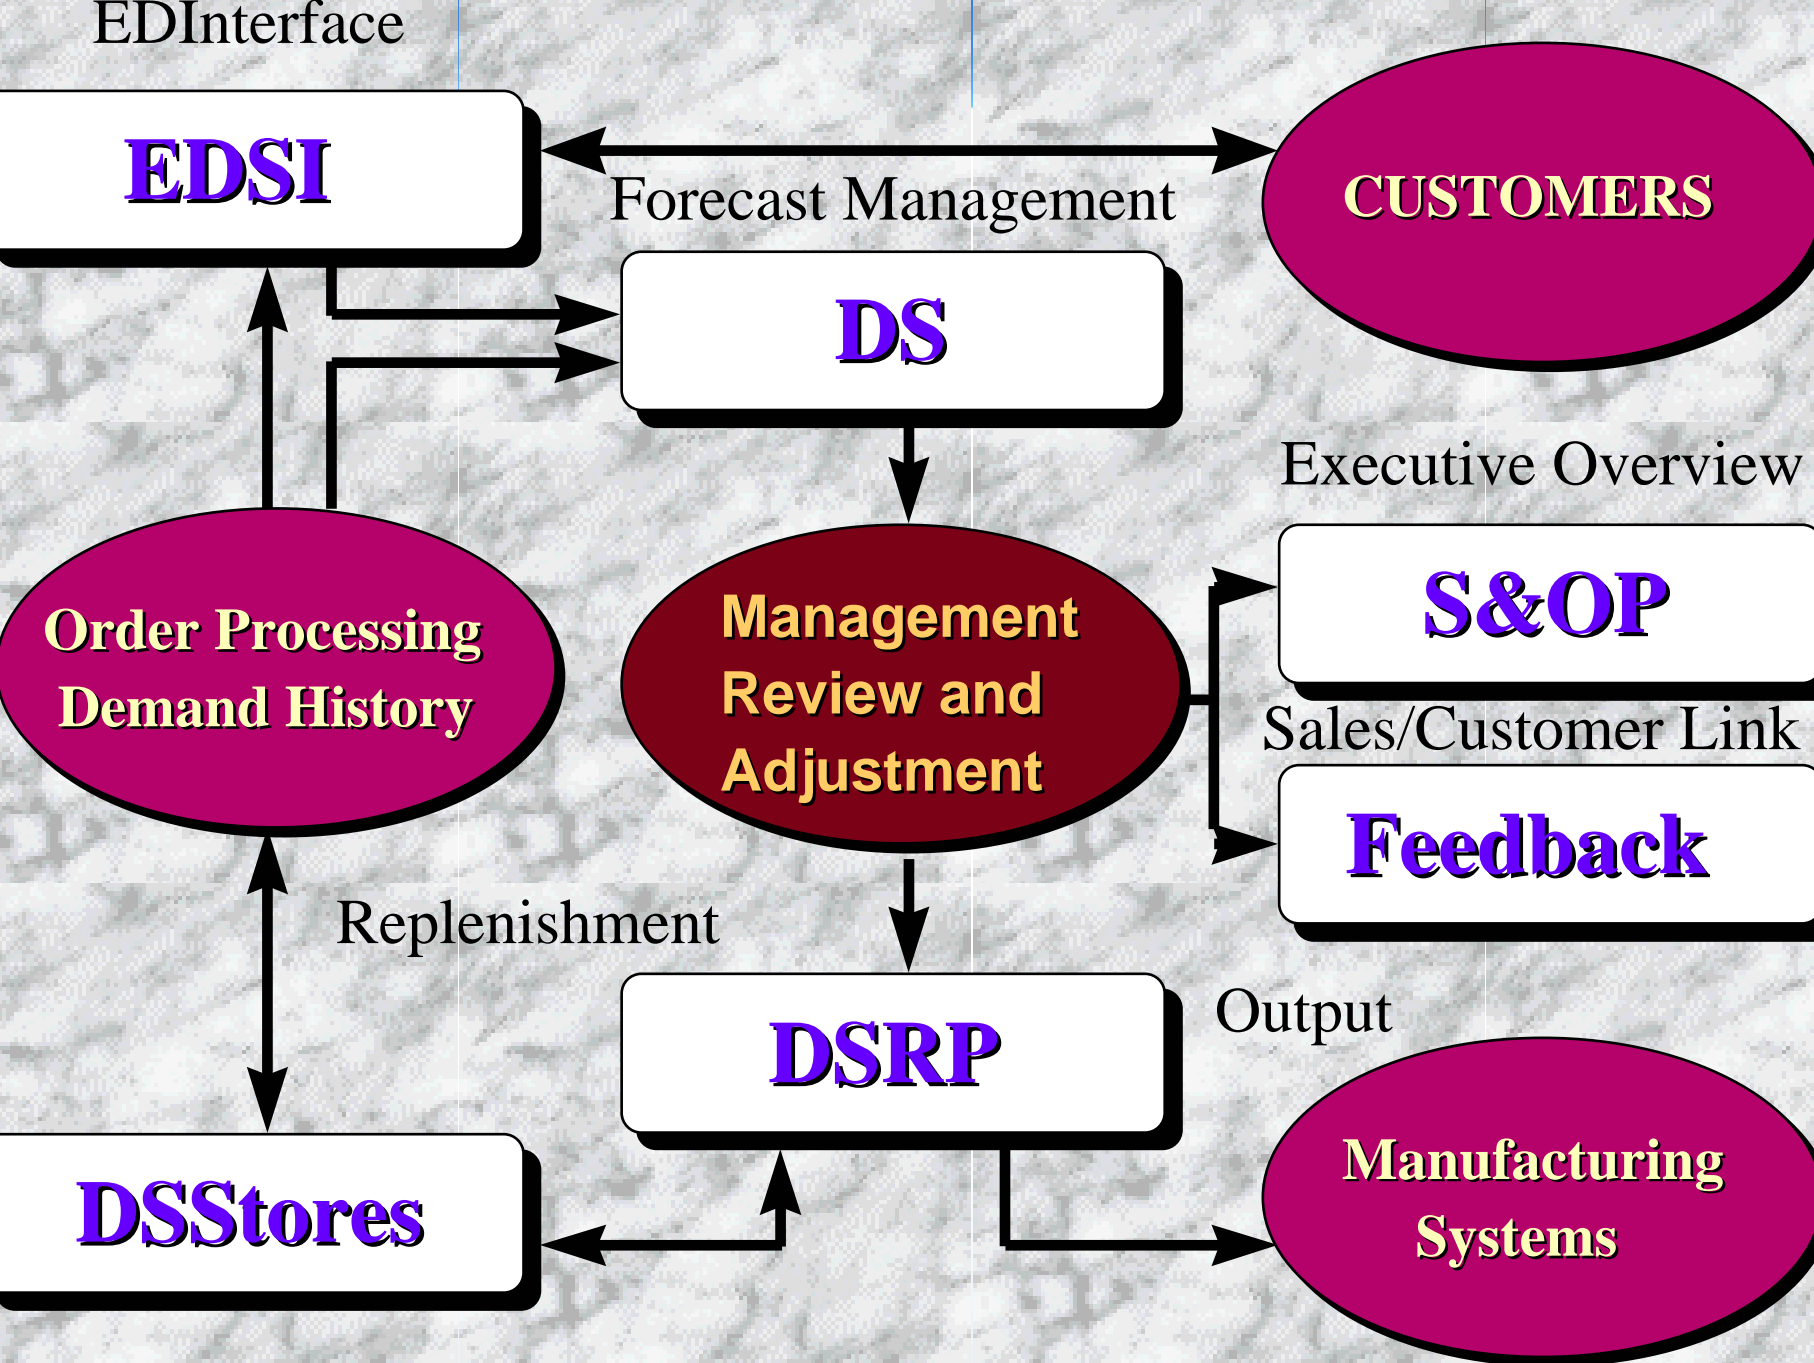 EDInterface
EDSI
CUSTOMERS
Forecast Management
DS
Executive Overview
S&OP
Order Processing
Demand History
Management
Review and
Adjustment
Sales/Customer Link
Feedback
Replenishment
DSRP
Output
DSStores
Manufacturing
Systems